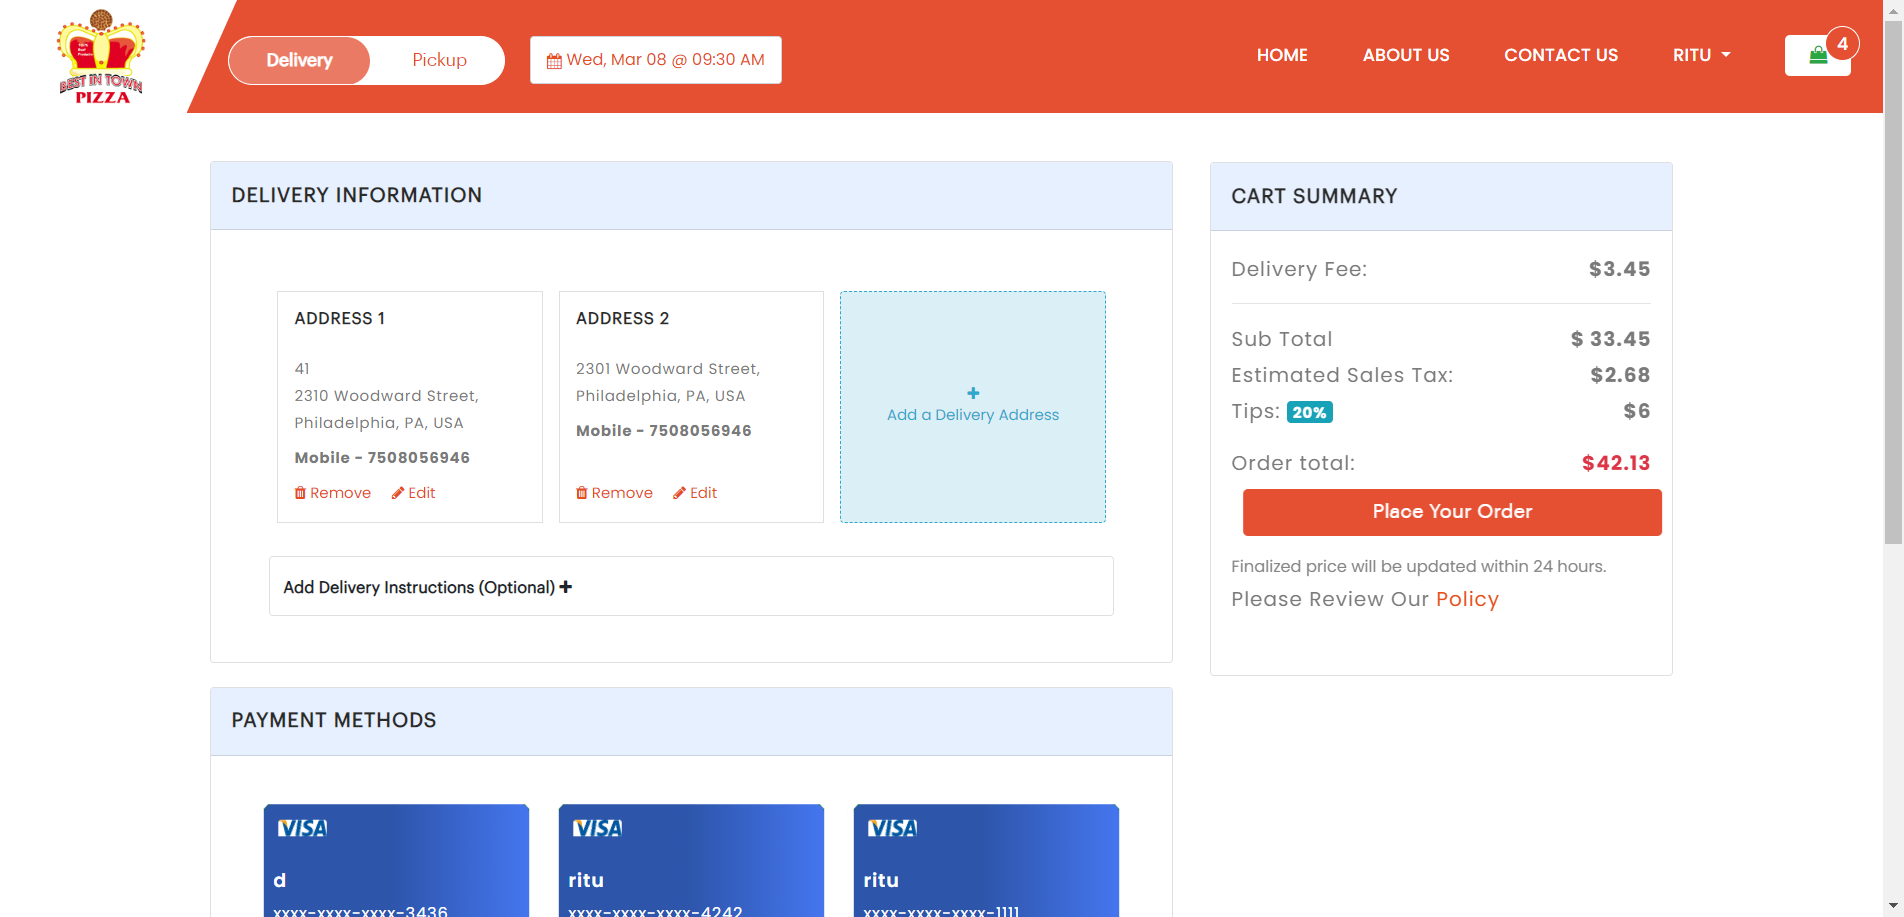 BEST IN TOWN
PIZZA
Delivery
Pickup
Wed, Mar 08 @ 09:30 AM
HOME
ABOUT US
CONTACT US
RITU
4
DELIVERY INFORMATION
ADDRESS 1
41
2310 Woodward Street,
Philadelphia, PA, USA
Mobile - 7508056946
Remove
Edit
ADDRESS 2
2301 Woodward Street,
Philadelphia, PA, USA
Mobile - 7508056946
Remove
Edit
Add a Delivery Address
Add Delivery Instructions (Optional)
CART SUMMARY
Delivery Fee: $3.45
Sub Total $ 33.45
Estimated Sales Tax: $2.68
Tips: 20% $6
Order total: $42.13
Place Your Order
Finalized price will be updated within 24 hours.
Please Review Our Policy
PAYMENT METHODS
VISA
d
xxxx-xxxx-xxxx-3436
VISA
ritu
xxxx-xxxx-xxxx-4242
VISA
ritu
xxxx-xxxx-xxxx-1111